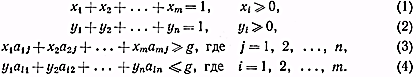 x₁ + x₂ + . . . + xₘ = 1, xᵢ ⩾ 0, (1)
y₁ + y₂ + . . . + yₙ = 1, yⱼ ⩾ 0, (2)
x₁a₁ⱼ + x₂a₂ⱼ + . . . + xₘaₘⱼ ⩾ g, где j = 1, 2, . . ., n, (3)
y₁aᵢ₁ + y₂aᵢ₂ + . . . + yₙaᵢₙ ⩽ g, где i = 1, 2, . . ., m. (4)